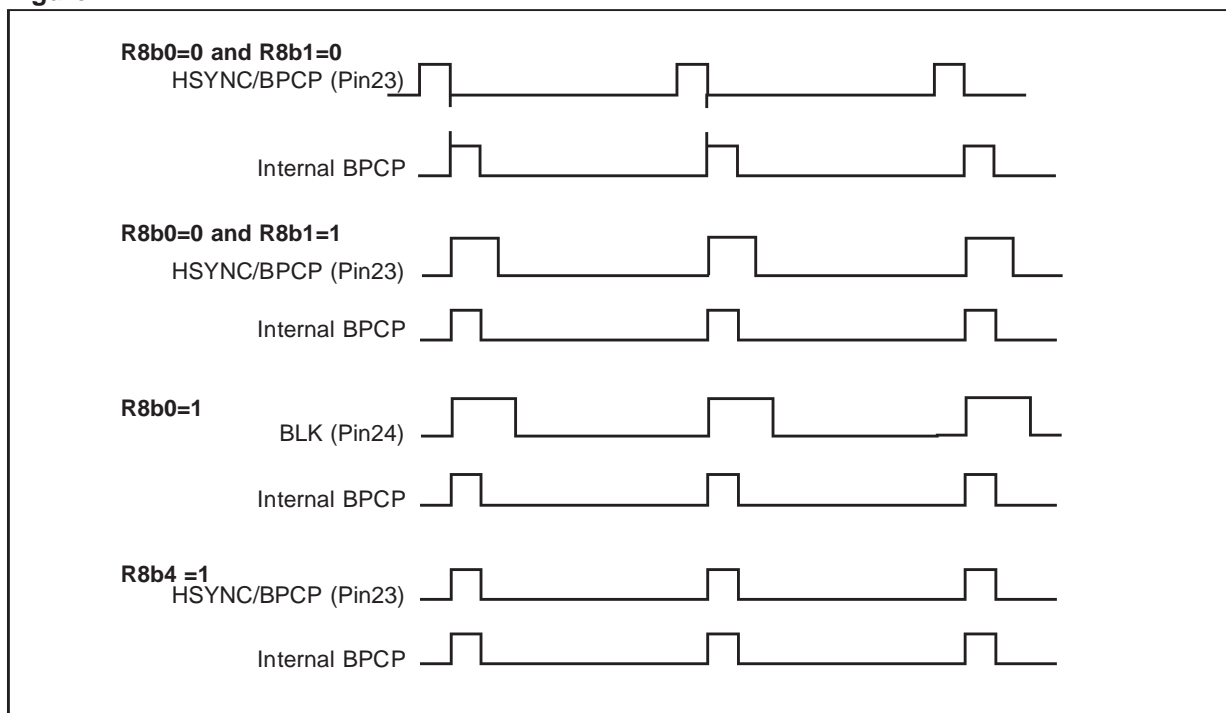 R8b0=0 and R8b1=0
HSYNC/BPCP (Pin23)
Internal BPCP
R8b0=0 and R8b1=1
HSYNC/BPCP (Pin23)
Internal BPCP
R8b0=1
BLK (Pin24)
Internal BPCP
R8b4 =1
HSYNC/BPCP (Pin23)
Internal BPCP